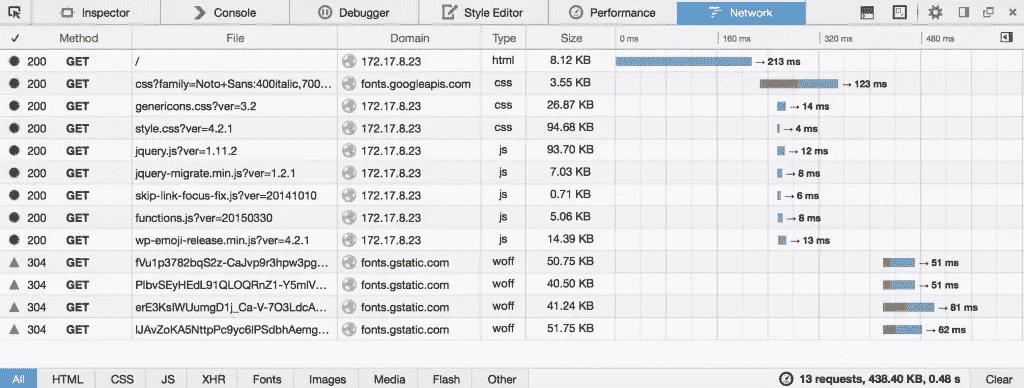 Inspector Console Debugger Style Editor Performance Network
✓ Method File Domain Type Size 0 ms 160 ms 320 ms 480 ms
200 GET / 172.17.8.23 html 8.12 KB → 213 ms
200 GET css?family=Noto+Sans:400italic,700... fonts.googleapis.com css 3.55 KB → 123 ms
200 GET genericons.css?ver=3.2 172.17.8.23 css 26.87 KB → 14 ms
200 GET style.css?ver=4.2.1 172.17.8.23 css 94.68 KB → 4 ms
200 GET jquery.js?ver=1.11.2 172.17.8.23 js 93.70 KB → 12 ms
200 GET jquery-migrate.min.js?ver=1.2.1 172.17.8.23 js 7.03 KB → 8 ms
200 GET skip-link-focus-fix.js?ver=20141010 172.17.8.23 js 0.71 KB → 6 ms
200 GET functions.js?ver=20150330 172.17.8.23 js 5.06 KB → 8 ms
200 GET wp-emoji-release.min.js?ver=4.2.1 172.17.8.23 js 14.39 KB → 13 ms
304 GET fVu1p3782bqS2z-CaJvp9r3hpw3pg... fonts.gstatic.com woff 50.75 KB → 51 ms
304 GET PIbvSEyHEdL91QLOQRnZ1-Y5mIV... fonts.gstatic.com woff 40.50 KB → 51 ms
304 GET erE3KsIWUumgD1j_Ca-V-7O3LdcA... fonts.gstatic.com woff 41.24 KB → 81 ms
304 GET IJAvZoKA5NttpPc9yc6IPSdbhAemg... fonts.gstatic.com woff 51.75 KB → 62 ms
All HTML CSS JS XHR Fonts Images Media Flash Other 13 requests, 438.40 KB, 0.48 s Clear